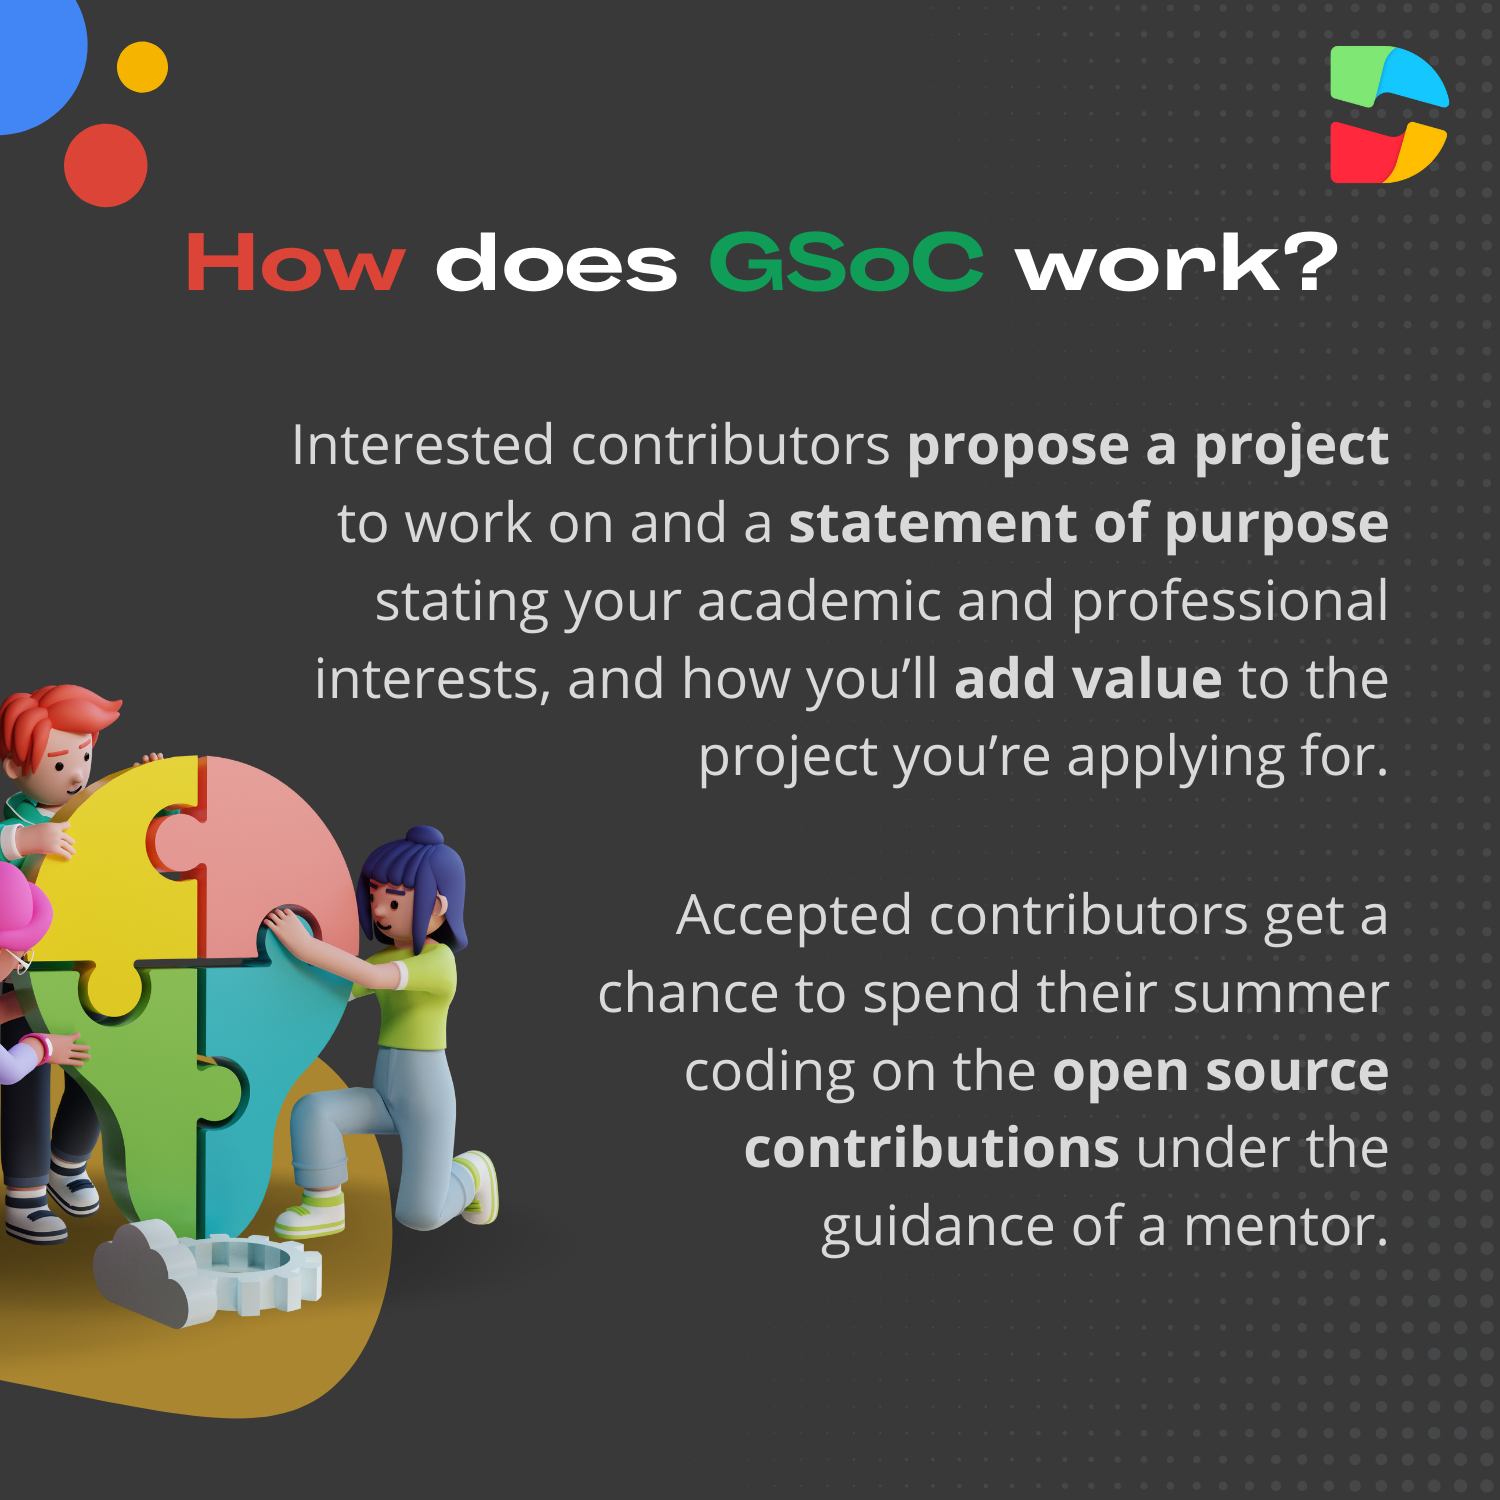 How does GSoC work?
Interested contributors propose a project
to work on and a statement of purpose
stating your academic and professional
interests, and how you’ll add value to the
project you’re applying for.
Accepted contributors get a
chance to spend their summer
coding on the open source
contributions under the
guidance of a mentor.